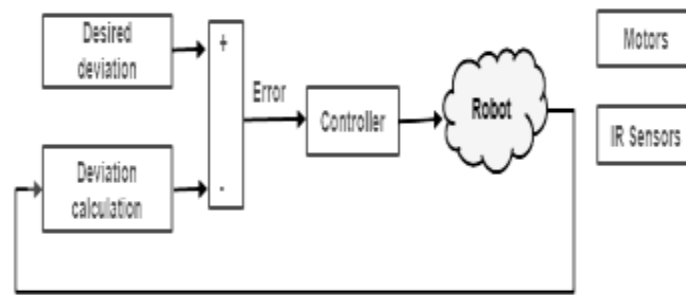 Desired
deviation
+
Motors
Error
Controller
Robot
IR Sensors
Deviation
calculation
-